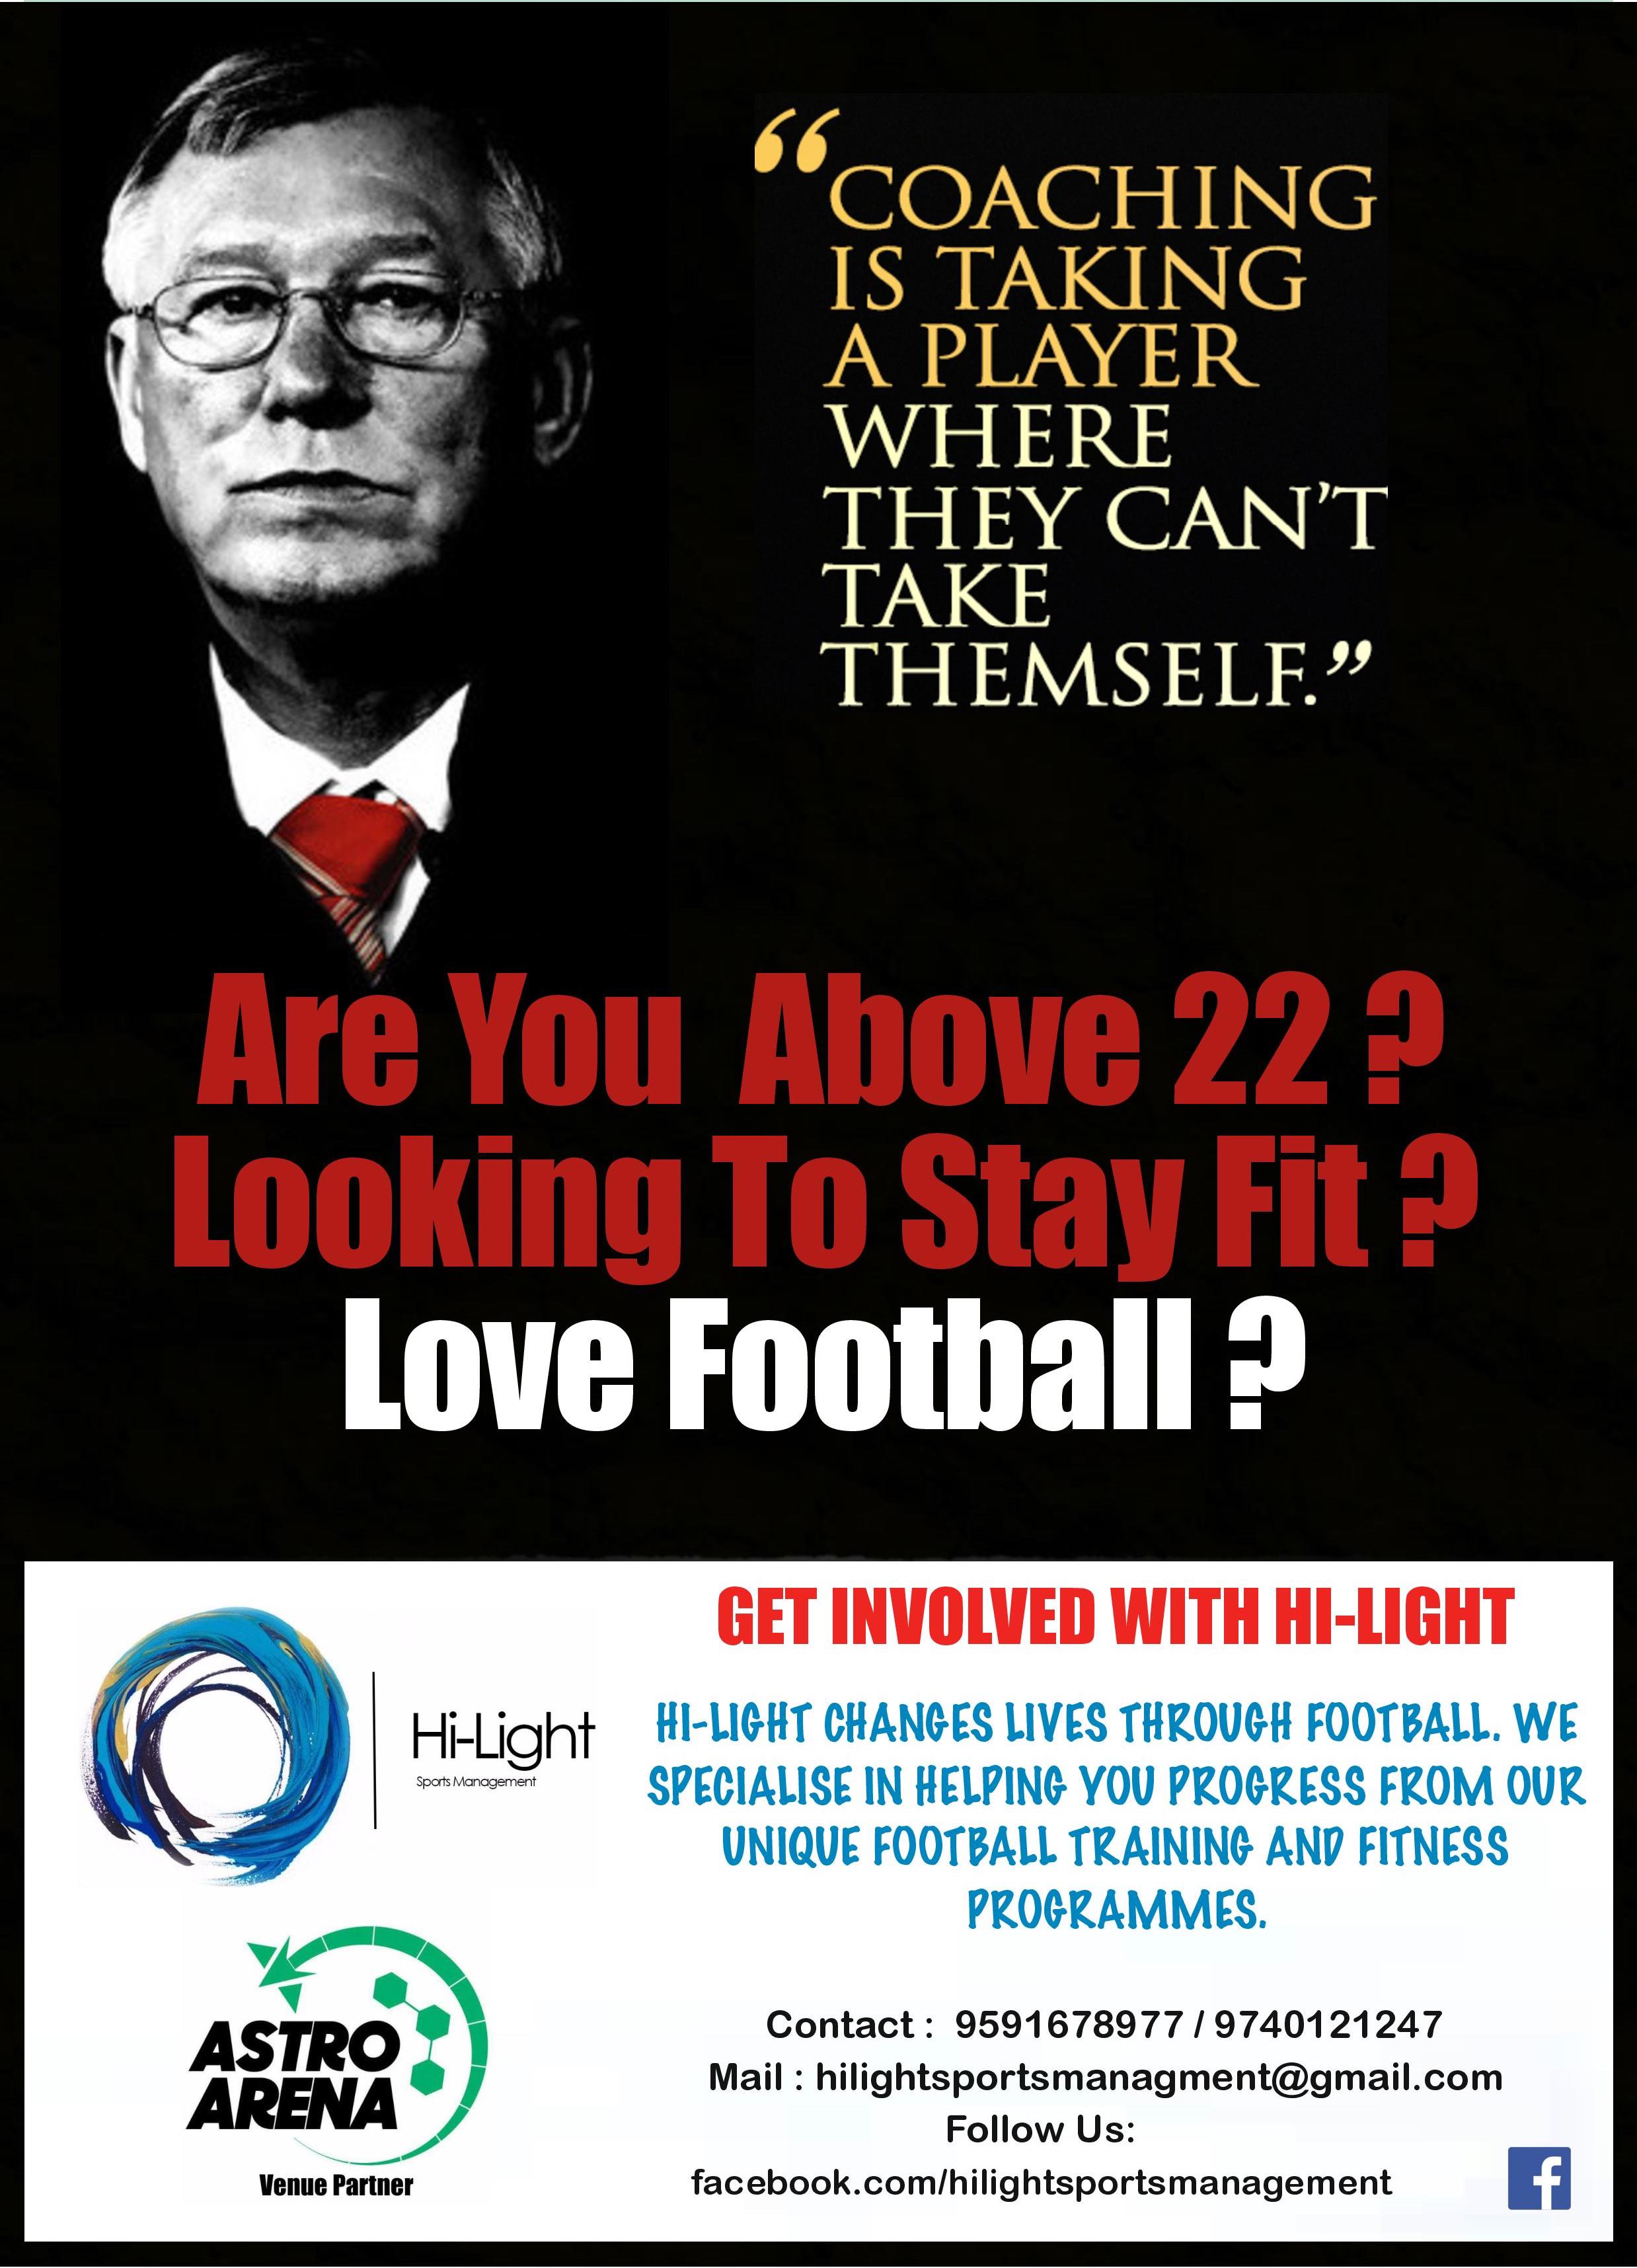 “COACHING
IS TAKING
A PLAYER
WHERE
THEY CAN’T
TAKE
THEMSELF.”
Are You Above 22 ?
Looking To Stay Fit ?
Love Football ?
GET INVOLVED WITH HI-LIGHT
Hi-Light
Sports Management
HI-LIGHT CHANGES LIVES THROUGH FOOTBALL. WE
SPECIALISE IN HELPING YOU PROGRESS FROM OUR
UNIQUE FOOTBALL TRAINING AND FITNESS
PROGRAMMES.
ASTRO
ARENA
Venue Partner
Contact : 9591678977 / 9740121247
Mail : hilightsportsmanagment@gmail.com
Follow Us:
facebook.com/hilightsportsmanagement
f